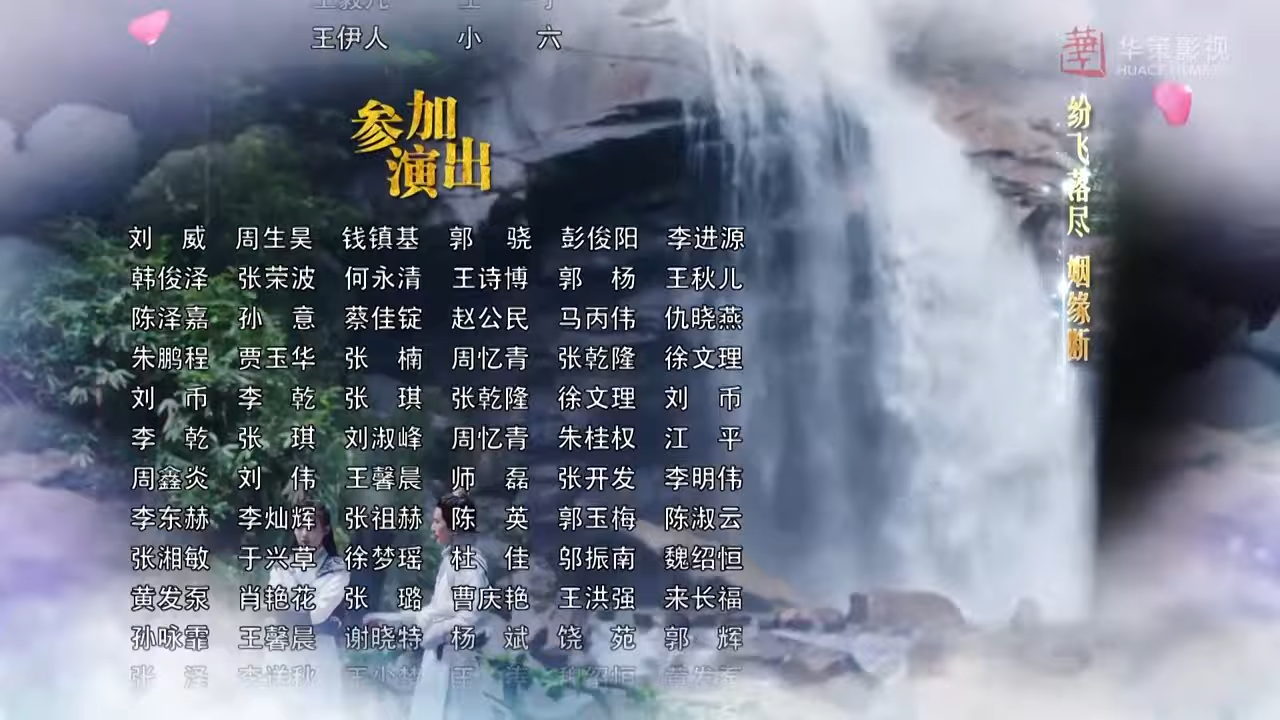 王伊人 小 六
華 华策影视
HUACE FILM&TV
参加
演出
纷飞落尽 姻缘断
刘 威 周生昊 钱镇基 郭 骁 彭俊阳 李进源
韩俊泽 张荣波 何永清 王诗博 郭 杨 王秋儿
陈泽嘉 孙 意 蔡佳锭 赵公民 马丙伟 仇晓燕
朱鹏程 贾玉华 张 楠 周忆青 张乾隆 徐文理
刘 币 李 乾 张 琪 张乾隆 徐文理 刘 币
李 乾 张 琪 刘淑峰 周忆青 朱桂权 江 平
周鑫炎 刘 伟 王馨晨 师 磊 张开发 李明伟
李东赫 李灿辉 张祖赫 陈 英 郭玉梅 陈淑云
张湘敏 于兴草 徐梦瑶 杜 佳 邬振南 魏绍恒
黄发泵 肖艳花 张 璐 曹庆艳 王洪强 来长福
孙咏霏 王馨晨 谢晓特 杨 斌 饶 苑 郭 辉
张 泽